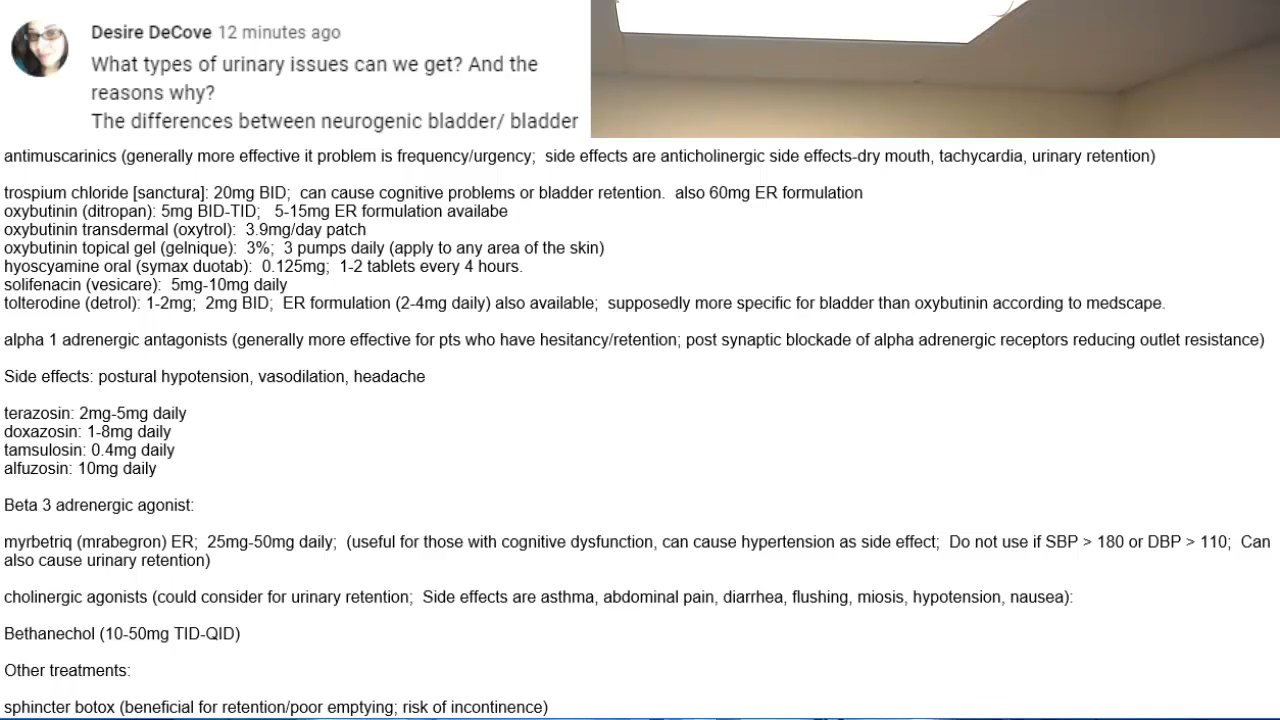 Desire DeCove 12 minutes ago
What types of urinary issues can we get? And the
reasons why?
The differences between neurogenic bladder/ bladder
antimuscarinics (generally more effective it problem is frequency/urgency;  side effects are anticholinergic side effects-dry mouth, tachycardia, urinary retention)
trospium chloride [sanctura]: 20mg BID;  can cause cognitive problems or bladder retention.  also 60mg ER formulation
oxybutinin (ditropan): 5mg BID-TID;   5-15mg ER formulation availabe
oxybutinin transdermal (oxytrol):  3.9mg/day patch
oxybutinin topical gel (gelnique):  3%;  3 pumps daily (apply to any area of the skin)
hyoscyamine oral (symax duotab):  0.125mg;  1-2 tablets every 4 hours.
solifenacin (vesicare):  5mg-10mg daily
tolterodine (detrol): 1-2mg;  2mg BID;  ER formulation (2-4mg daily) also available;  supposedly more specific for bladder than oxybutinin according to medscape.
alpha 1 adrenergic antagonists (generally more effective for pts who have hesitancy/retention; post synaptic blockade of alpha adrenergic receptors reducing outlet resistance)
Side effects: postural hypotension, vasodilation, headache
terazosin: 2mg-5mg daily
doxazosin: 1-8mg daily
tamsulosin: 0.4mg daily
alfuzosin: 10mg daily
Beta 3 adrenergic agonist:
myrbetriq (mrabegron) ER;  25mg-50mg daily;  (useful for those with cognitive dysfunction, can cause hypertension as side effect;  Do not use if SBP > 180 or DBP > 110;  Can
also cause urinary retention)
cholinergic agonists (could consider for urinary retention;  Side effects are asthma, abdominal pain, diarrhea, flushing, miosis, hypotension, nausea):
Bethanechol (10-50mg TID-QID)
Other treatments:
sphincter botox (beneficial for retention/poor emptying; risk of incontinence)